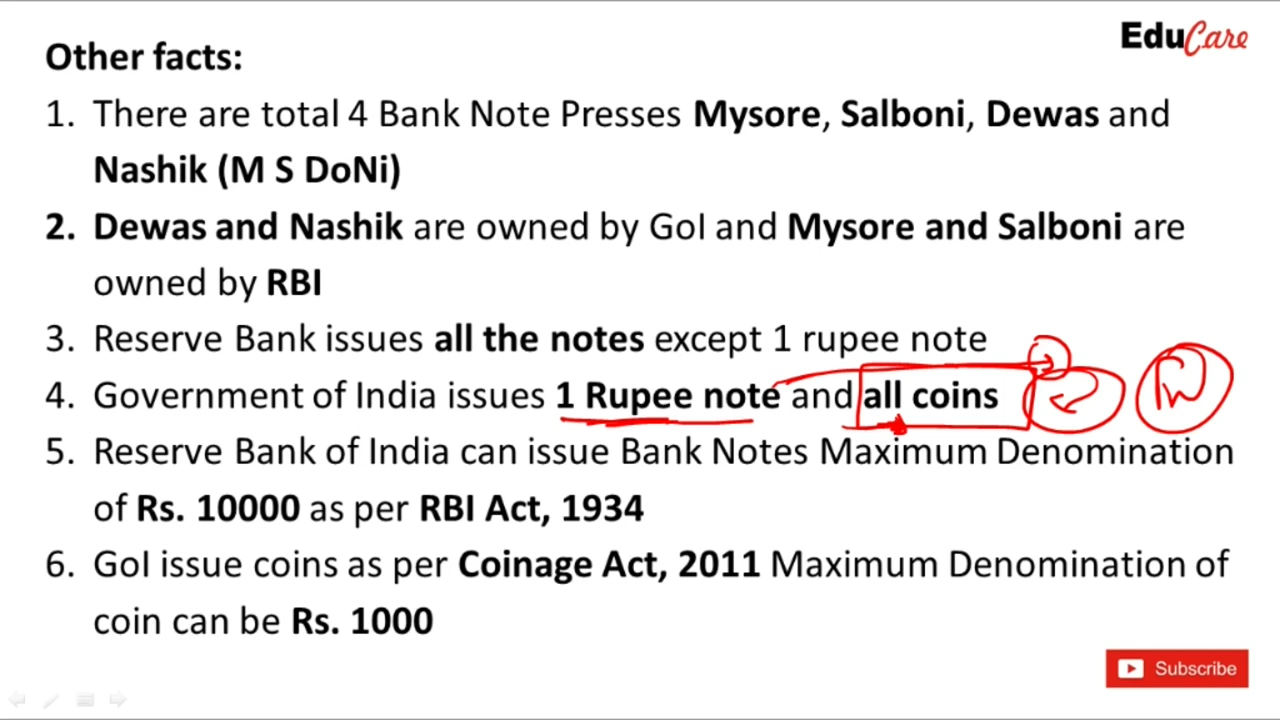 EduCare
Other facts:
1. There are total 4 Bank Note Presses Mysore, Salboni, Dewas and
Nashik (M S DoNi)
2. Dewas and Nashik are owned by GoI and Mysore and Salboni are
owned by RBI
3. Reserve Bank issues all the notes except 1 rupee note
4. Government of India issues 1 Rupee note and all coins
5. Reserve Bank of India can issue Bank Notes Maximum Denomination
of Rs. 10000 as per RBI Act, 1934
6. GoI issue coins as per Coinage Act, 2011 Maximum Denomination of
coin can be Rs. 1000
Subscribe